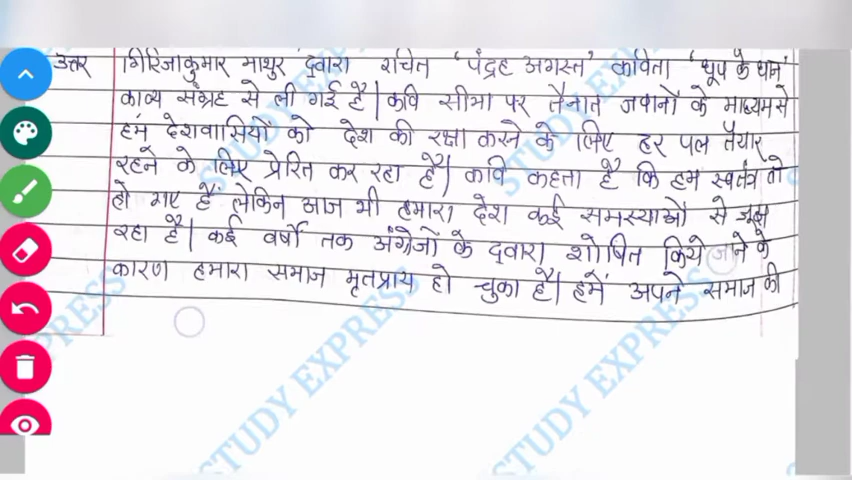 उत्तर गिरिजाकुमार माथुर द्वारा रचित 'पंद्रह अगस्त' कविता 'धूप के धान'
काव्य संग्रह से ली गई है| कवि सीमा पर तैनात जवानों के माध्यम से
हमें देशवासियों को देश की रक्षा करने के लिए हर पल तैयार
रहने के लिए प्रेरित कर रहा है| कवि कहता है कि हम स्वतंत्र तो
हो गए हैं लेकिन आज भी हमारा देश कई समस्याओं से जूझ
रहा है| कई वर्षों तक अंग्रेजों के द्वारा शोषित किये जाने के
कारण हमारा समाज मृतप्राय हो चुका है| हमें अपने समाज की
STUDY EXPRESS
STUDY EXPRESS